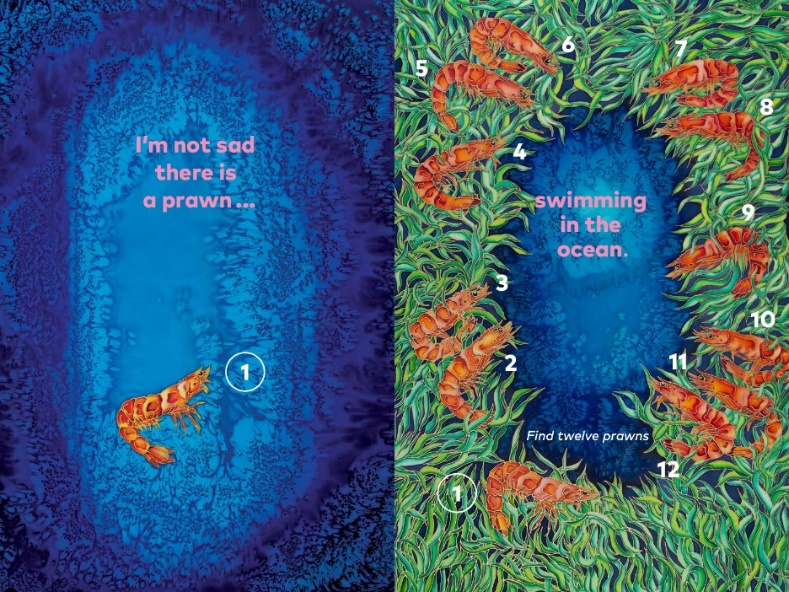 I'm not sad
there is
a prawn...
1
6
7
5
8
4
swimming
in the
ocean.
9
3
10
2
11
Find twelve prawns
12
1